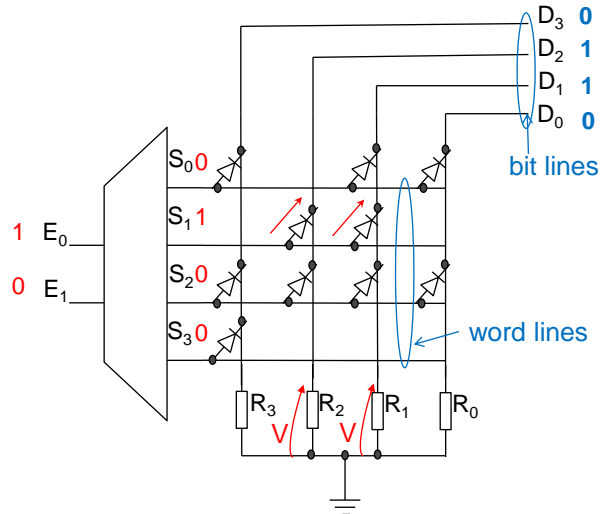 D₃ 0
D₂ 1
D₁ 1
D₀ 0
bit lines
S₀ 0
S₁ 1
1 E₀
0 E₁
S₂ 0
S₃ 0
word lines
R₃ R₂ R₁ R₀
V V